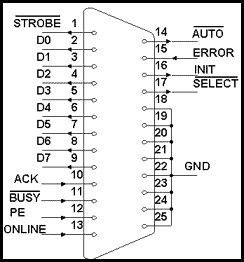 STROBE 1
D0 2
D1 3
D2 4
D3 5
D4 6
D5 7
D6 8
D7 9
ACK 10
BUSY 11
PE 12
ONLINE 13
14 AUTO
15 ERROR
16 INIT
17 SELECT
18
19
20
21
22 GND
23
24
25